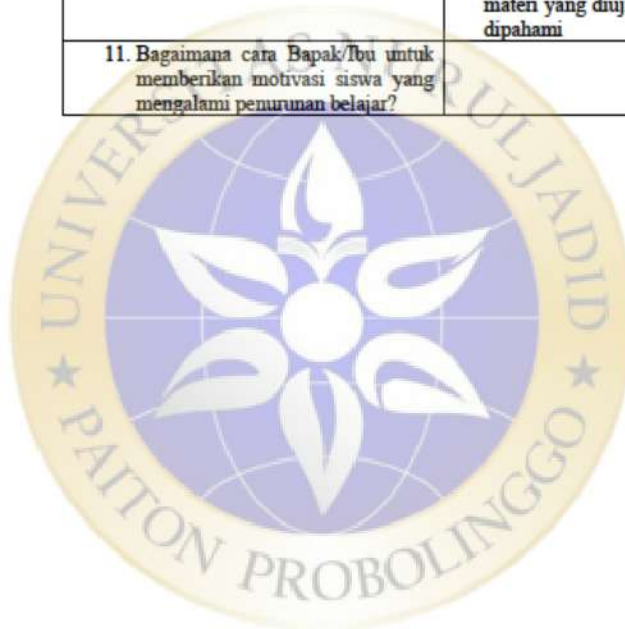 materi yang diuj
dipahami
11. Bagaimana cara Bapak/Ibu untuk
memberikan motivasi siswa yang
mengalami penurunan belajar?
UNIVERSITAS NURUL JADID
PAITON PROBOLINGGO